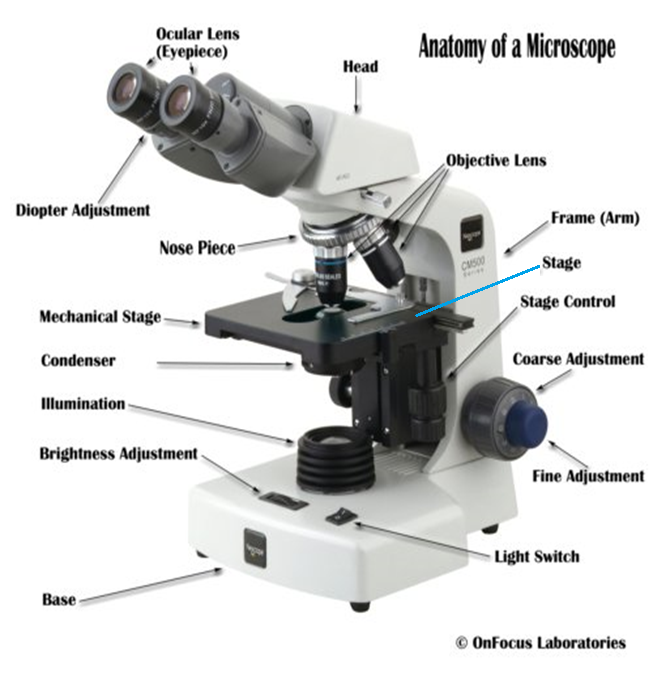 Ocular Lens
(Eyepiece)
Anatomy of a Microscope
Head
Objective Lens
Diopter Adjustment
Frame (Arm)
Nose Piece
CM500
Stage
Stage Control
Mechanical Stage
Coarse Adjustment
Condenser
Illumination
Brightness Adjustment
Fine Adjustment
Light Switch
Base
© OnFocus Laboratories